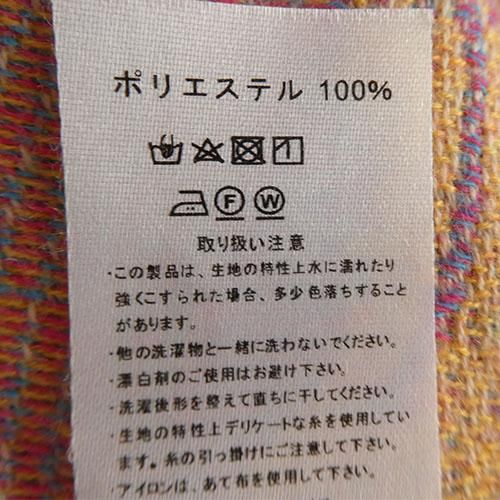 ポリエステル 100%
F W
取り扱い注意
・この製品は、生地の特性上水に濡れたり
強くこすられた場合、多少色落ちすること
があります。
・他の洗濯物と一緒に洗わないでください。
・漂白剤のご使用はお避け下さい。
・洗濯後形を整えて直ちに干してください。
・生地の特性上デリケートな糸を使用してい
ます。糸の引っ掛けにご注意して下さい。
・アイロンは、あて布を使用して下さい。